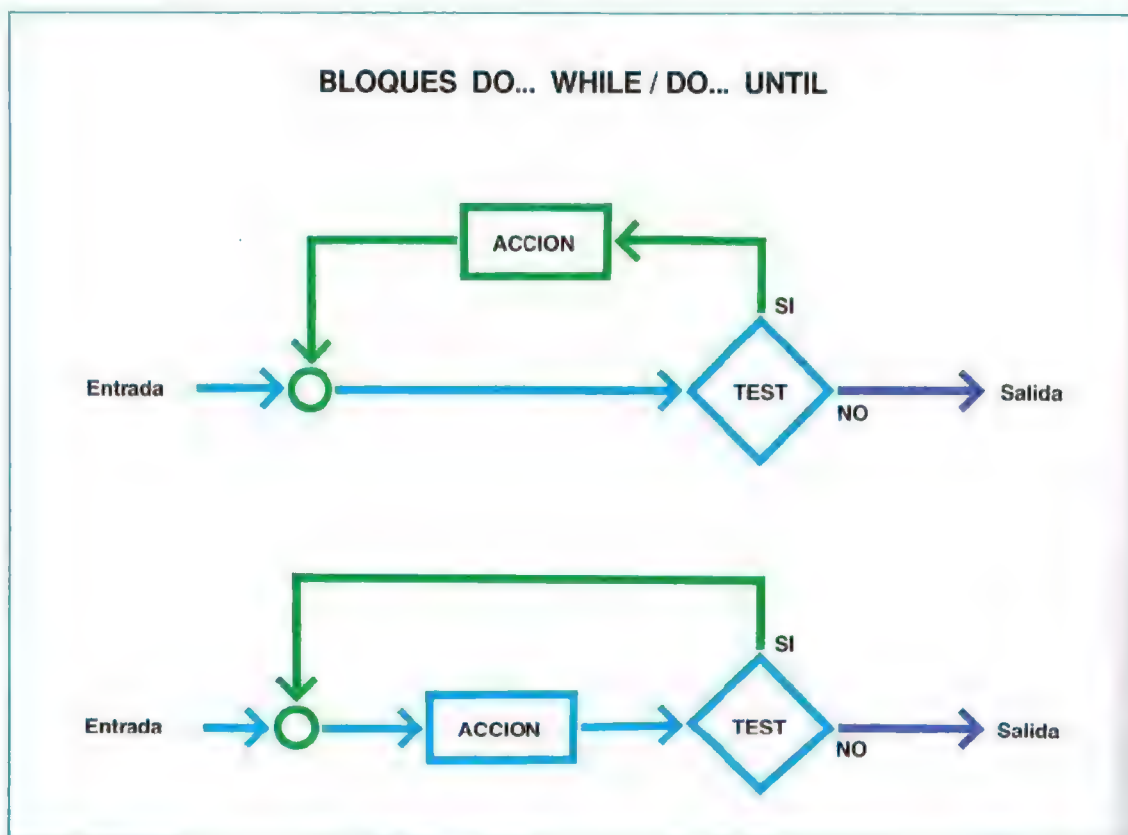 BLOQUES DO... WHILE / DO... UNTIL
ACCION
SI
Entrada
TEST
Salida
NO
SI
Entrada
ACCION
TEST
Salida
NO